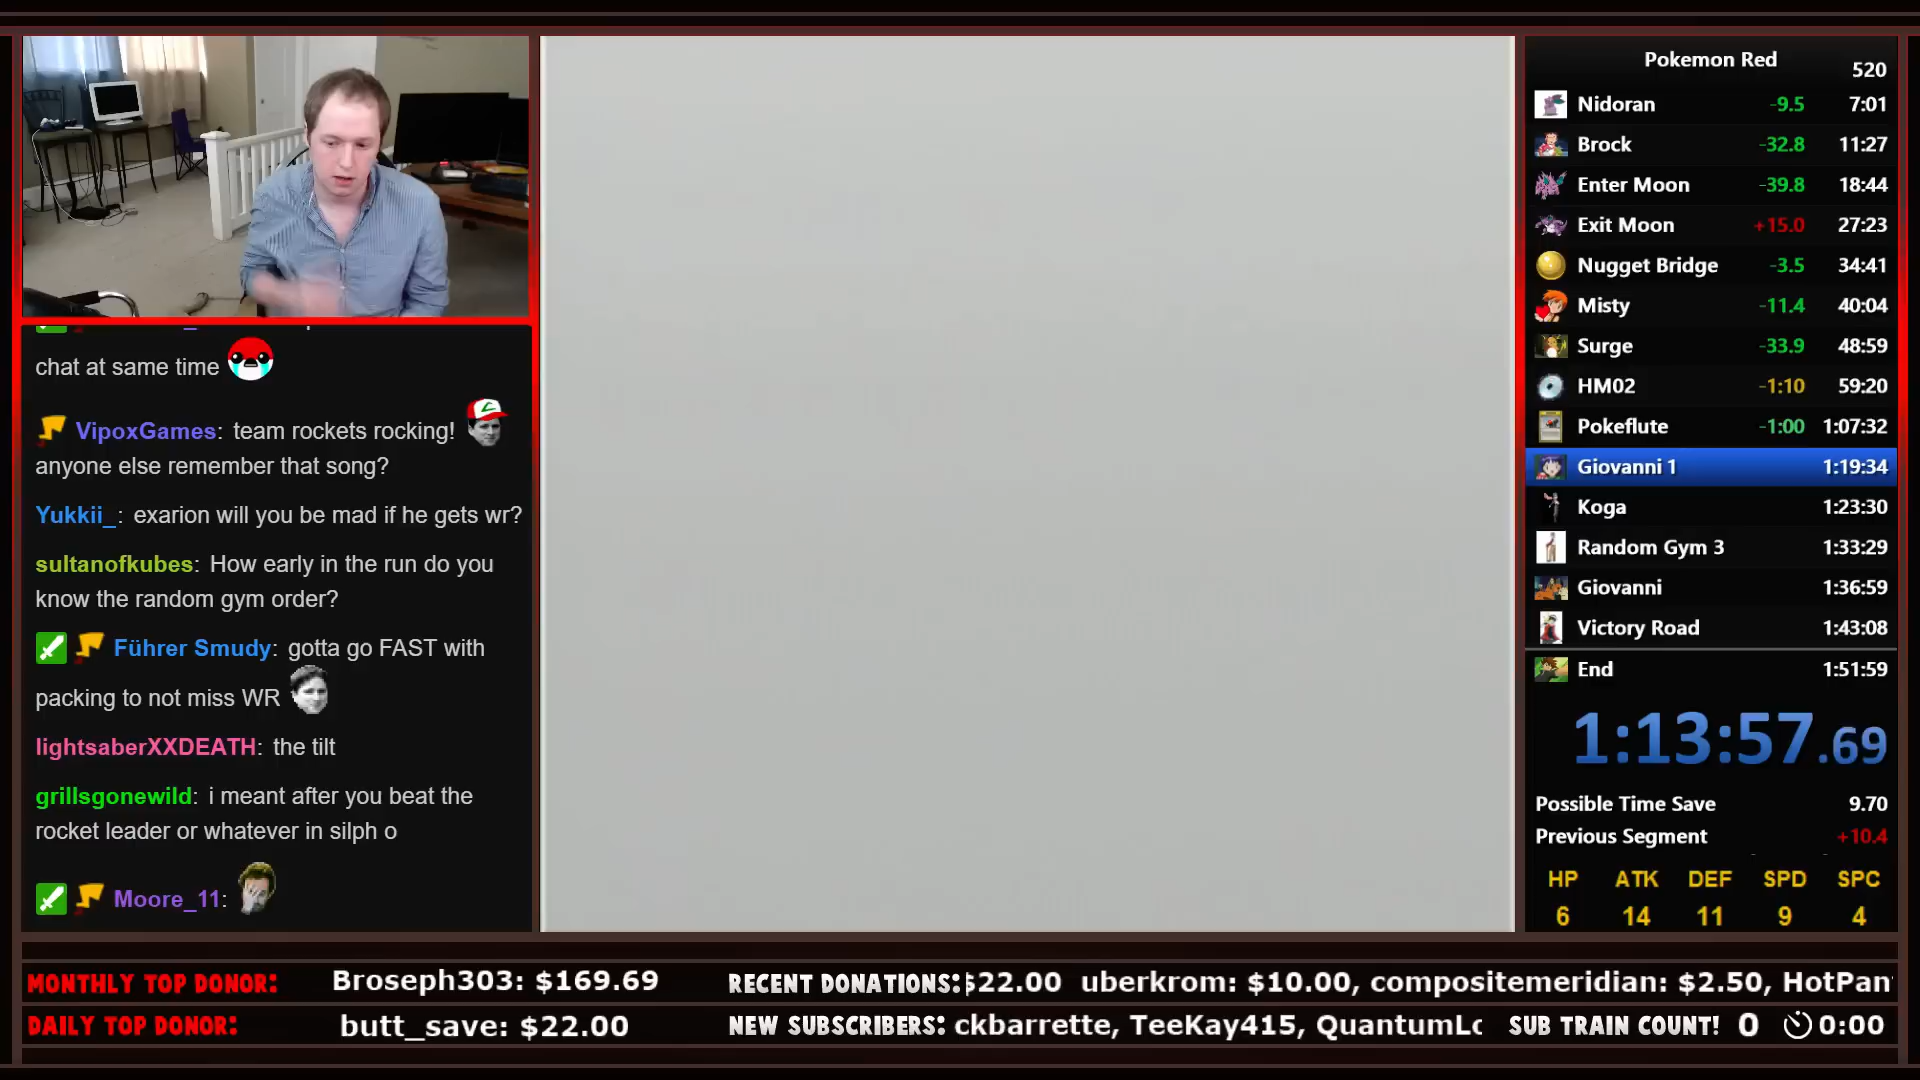 chat at same time
VipoxGames: team rockets rocking!
anyone else remember that song?
Yukkii_: exarion will you be mad if he gets wr?
sultanofkubes: How early in the run do you
know the random gym order?
Führer Smudy: gotta go FAST with
packing to not miss WR
lightsaberXXDEATH: the tilt
grillsgonewild: i meant after you beat the
rocket leader or whatever in silph o
Moore_11:
Pokemon Red
520
Nidoran -9.5 7:01
Brock -32.8 11:27
Enter Moon -39.8 18:44
Exit Moon +15.0 27:23
Nugget Bridge -3.5 34:41
Misty -11.4 40:04
Surge -33.9 48:59
HM02 -1:10 59:20
Pokeflute -1:00 1:07:32
Giovanni 1 1:19:34
Koga 1:23:30
Random Gym 3 1:33:29
Giovanni 1:36:59
Victory Road 1:43:08
End 1:51:59
1:13:57.69
Possible Time Save 9.70
Previous Segment +10.4
HP ATK DEF SPD SPC
6 14 11 9 4
MONTHLY TOP DONOR: Broseph303: $169.69
RECENT DONATIONS: $22.00 uberkrom: $10.00, compositemeridian: $2.50, HotPan
DAILY TOP DONOR: butt_save: $22.00
NEW SUBSCRIBERS: ckbarrette, TeeKay415, QuantumLo
SUB TRAIN COUNT! 0 0:00